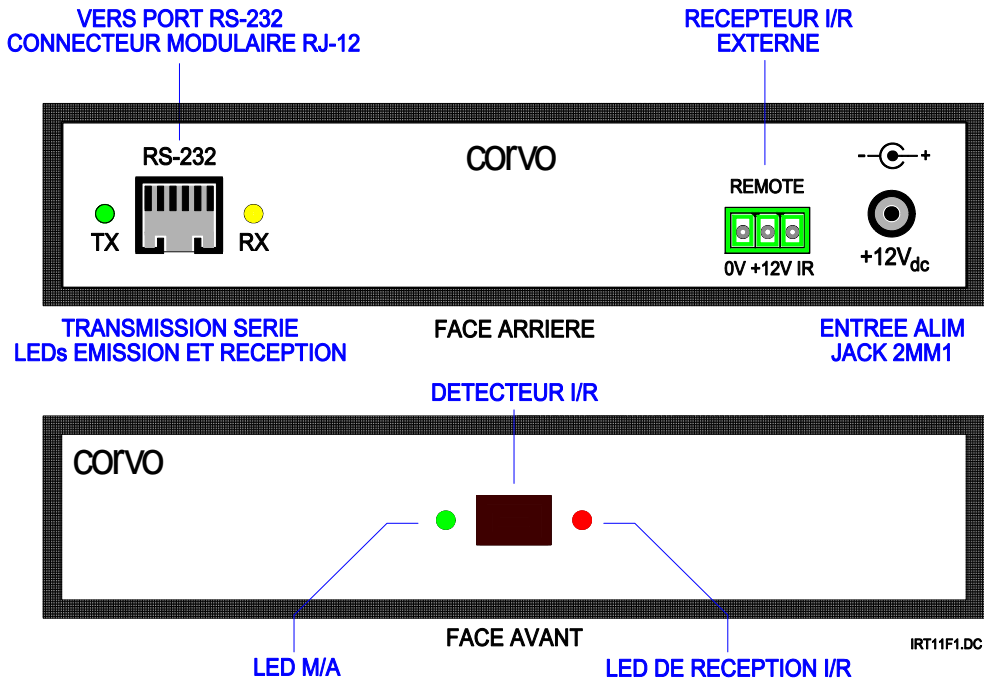 VERS PORT RS-232
CONNECTEUR MODULAIRE RJ-12
RECEPTEUR I/R
EXTERNE
RS-232
corvo
- +
REMOTE
TX
RX
0V +12V IR
+12Vdc
TRANSMISSION SERIE
LEDs EMISSION ET RECEPTION
FACE ARRIERE
ENTREE ALIM
JACK 2MM1
DETECTEUR I/R
corvo
FACE AVANT
IRT11F1.DC
LED M/A
LED DE RECEPTION I/R